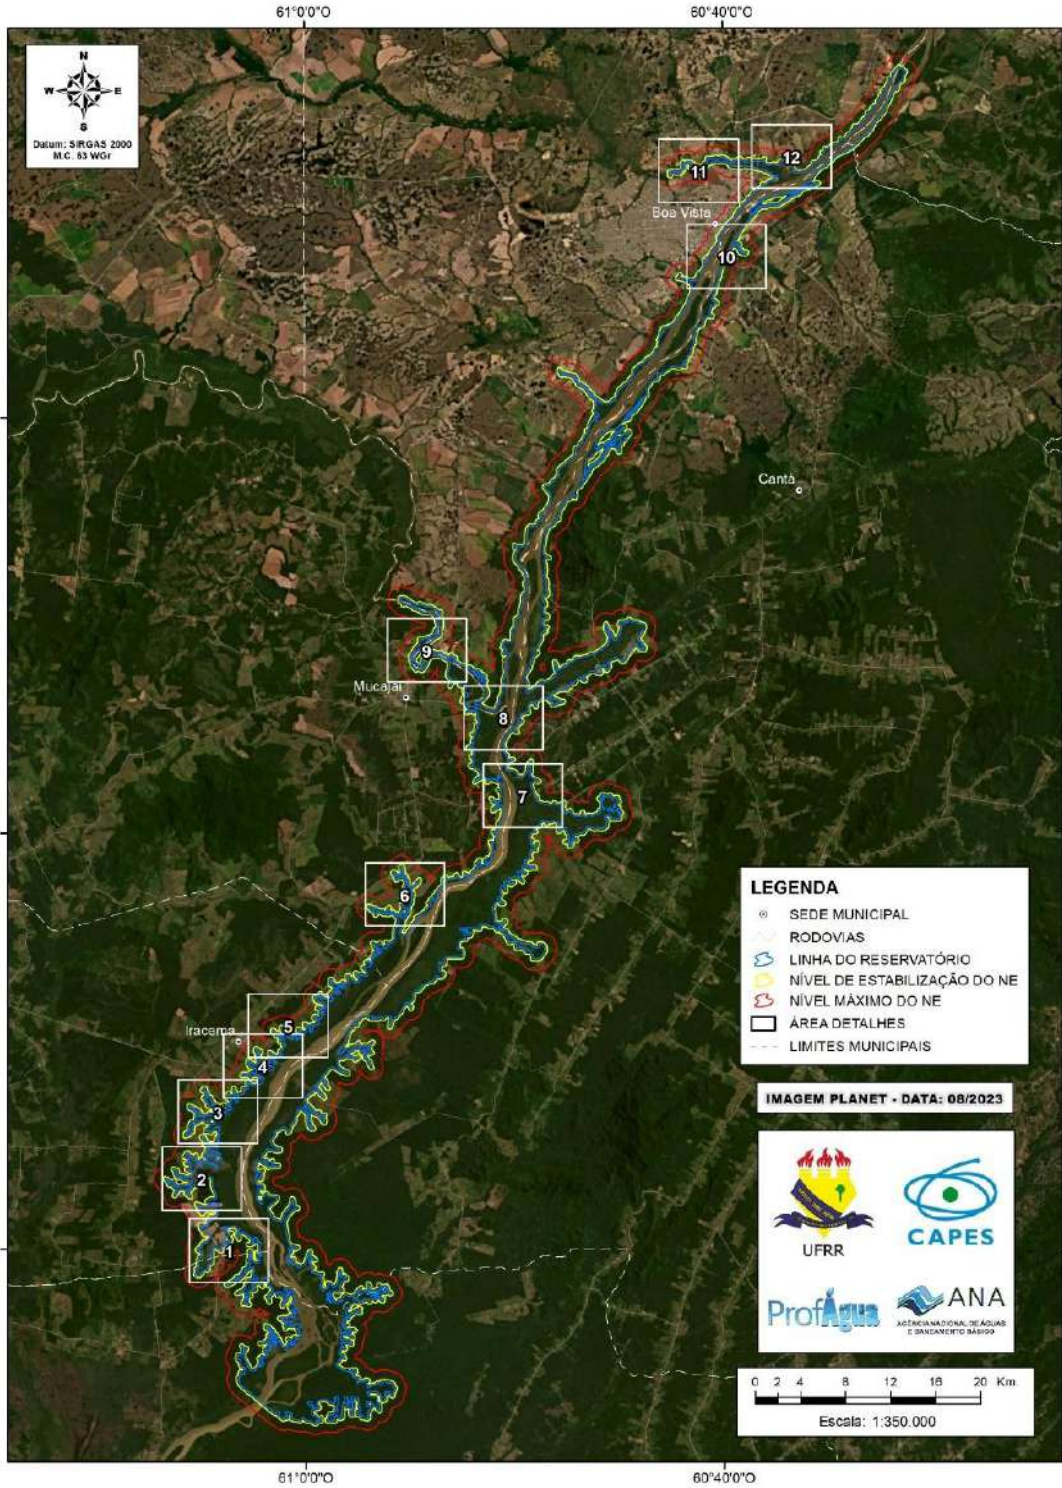 61°0'0"O
60°40'0"O
N
W
E
S
Datum: SIRGAS 2000
M.C. 63 WGr
11
12
Boa Vista
10
Cantá
9
Mucajaí
8
7
6
5
Iracema
4
3
2
1
LEGENDA
SEDE MUNICIPAL
RODOVIAS
LINHA DO RESERVATÓRIO
NÍVEL DE ESTABILIZAÇÃO DO NE
NÍVEL MÁXIMO DO NE
ÁREA DETALHES
LIMITES MUNICIPAIS
IMAGEM PLANET - DATA: 08/2023
UFRR
CAPES
ProfÁgua
ANA
AGÊNCIA NACIONAL DE ÁGUAS
E SANEAMENTO BÁSICO
0 2 4 8 12 16 20 Km
Escala: 1:350.000
61°0'0"O
60°40'0"O